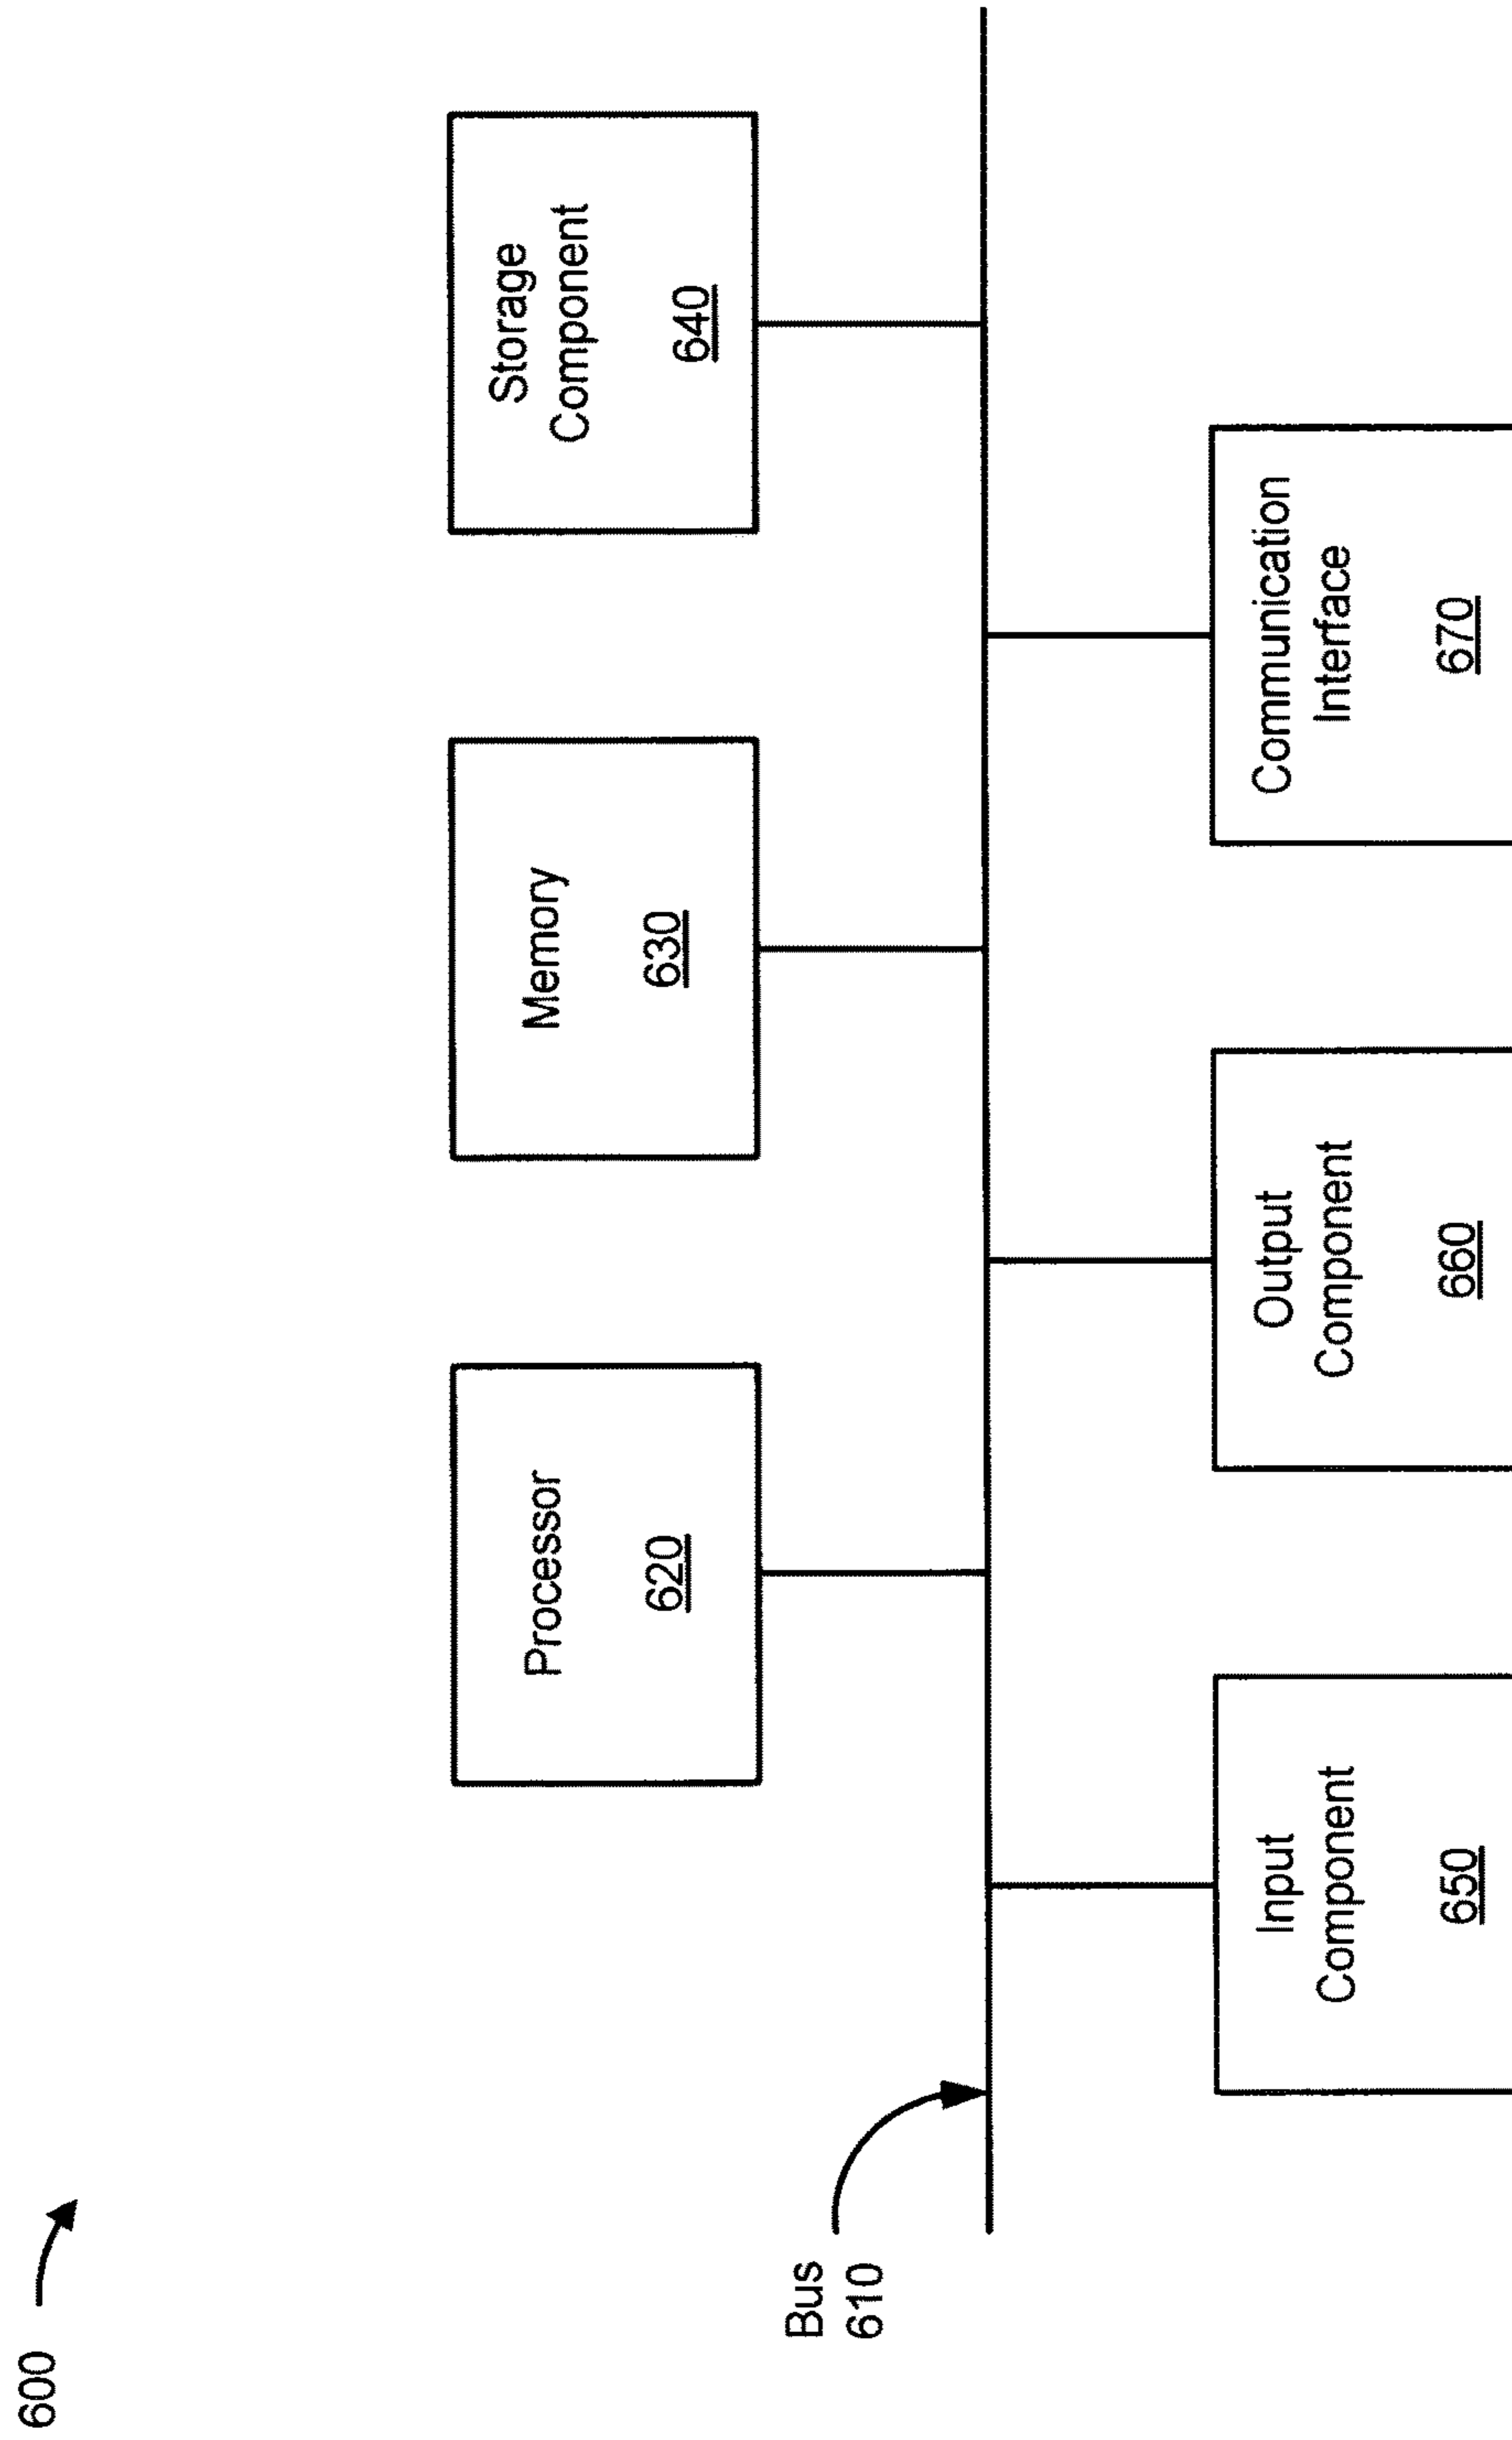 600
Processor
620
Memory
630
Storage
Component
640
Bus
610
Input
Component
650
Output
Component
660
Communication
Interface
670